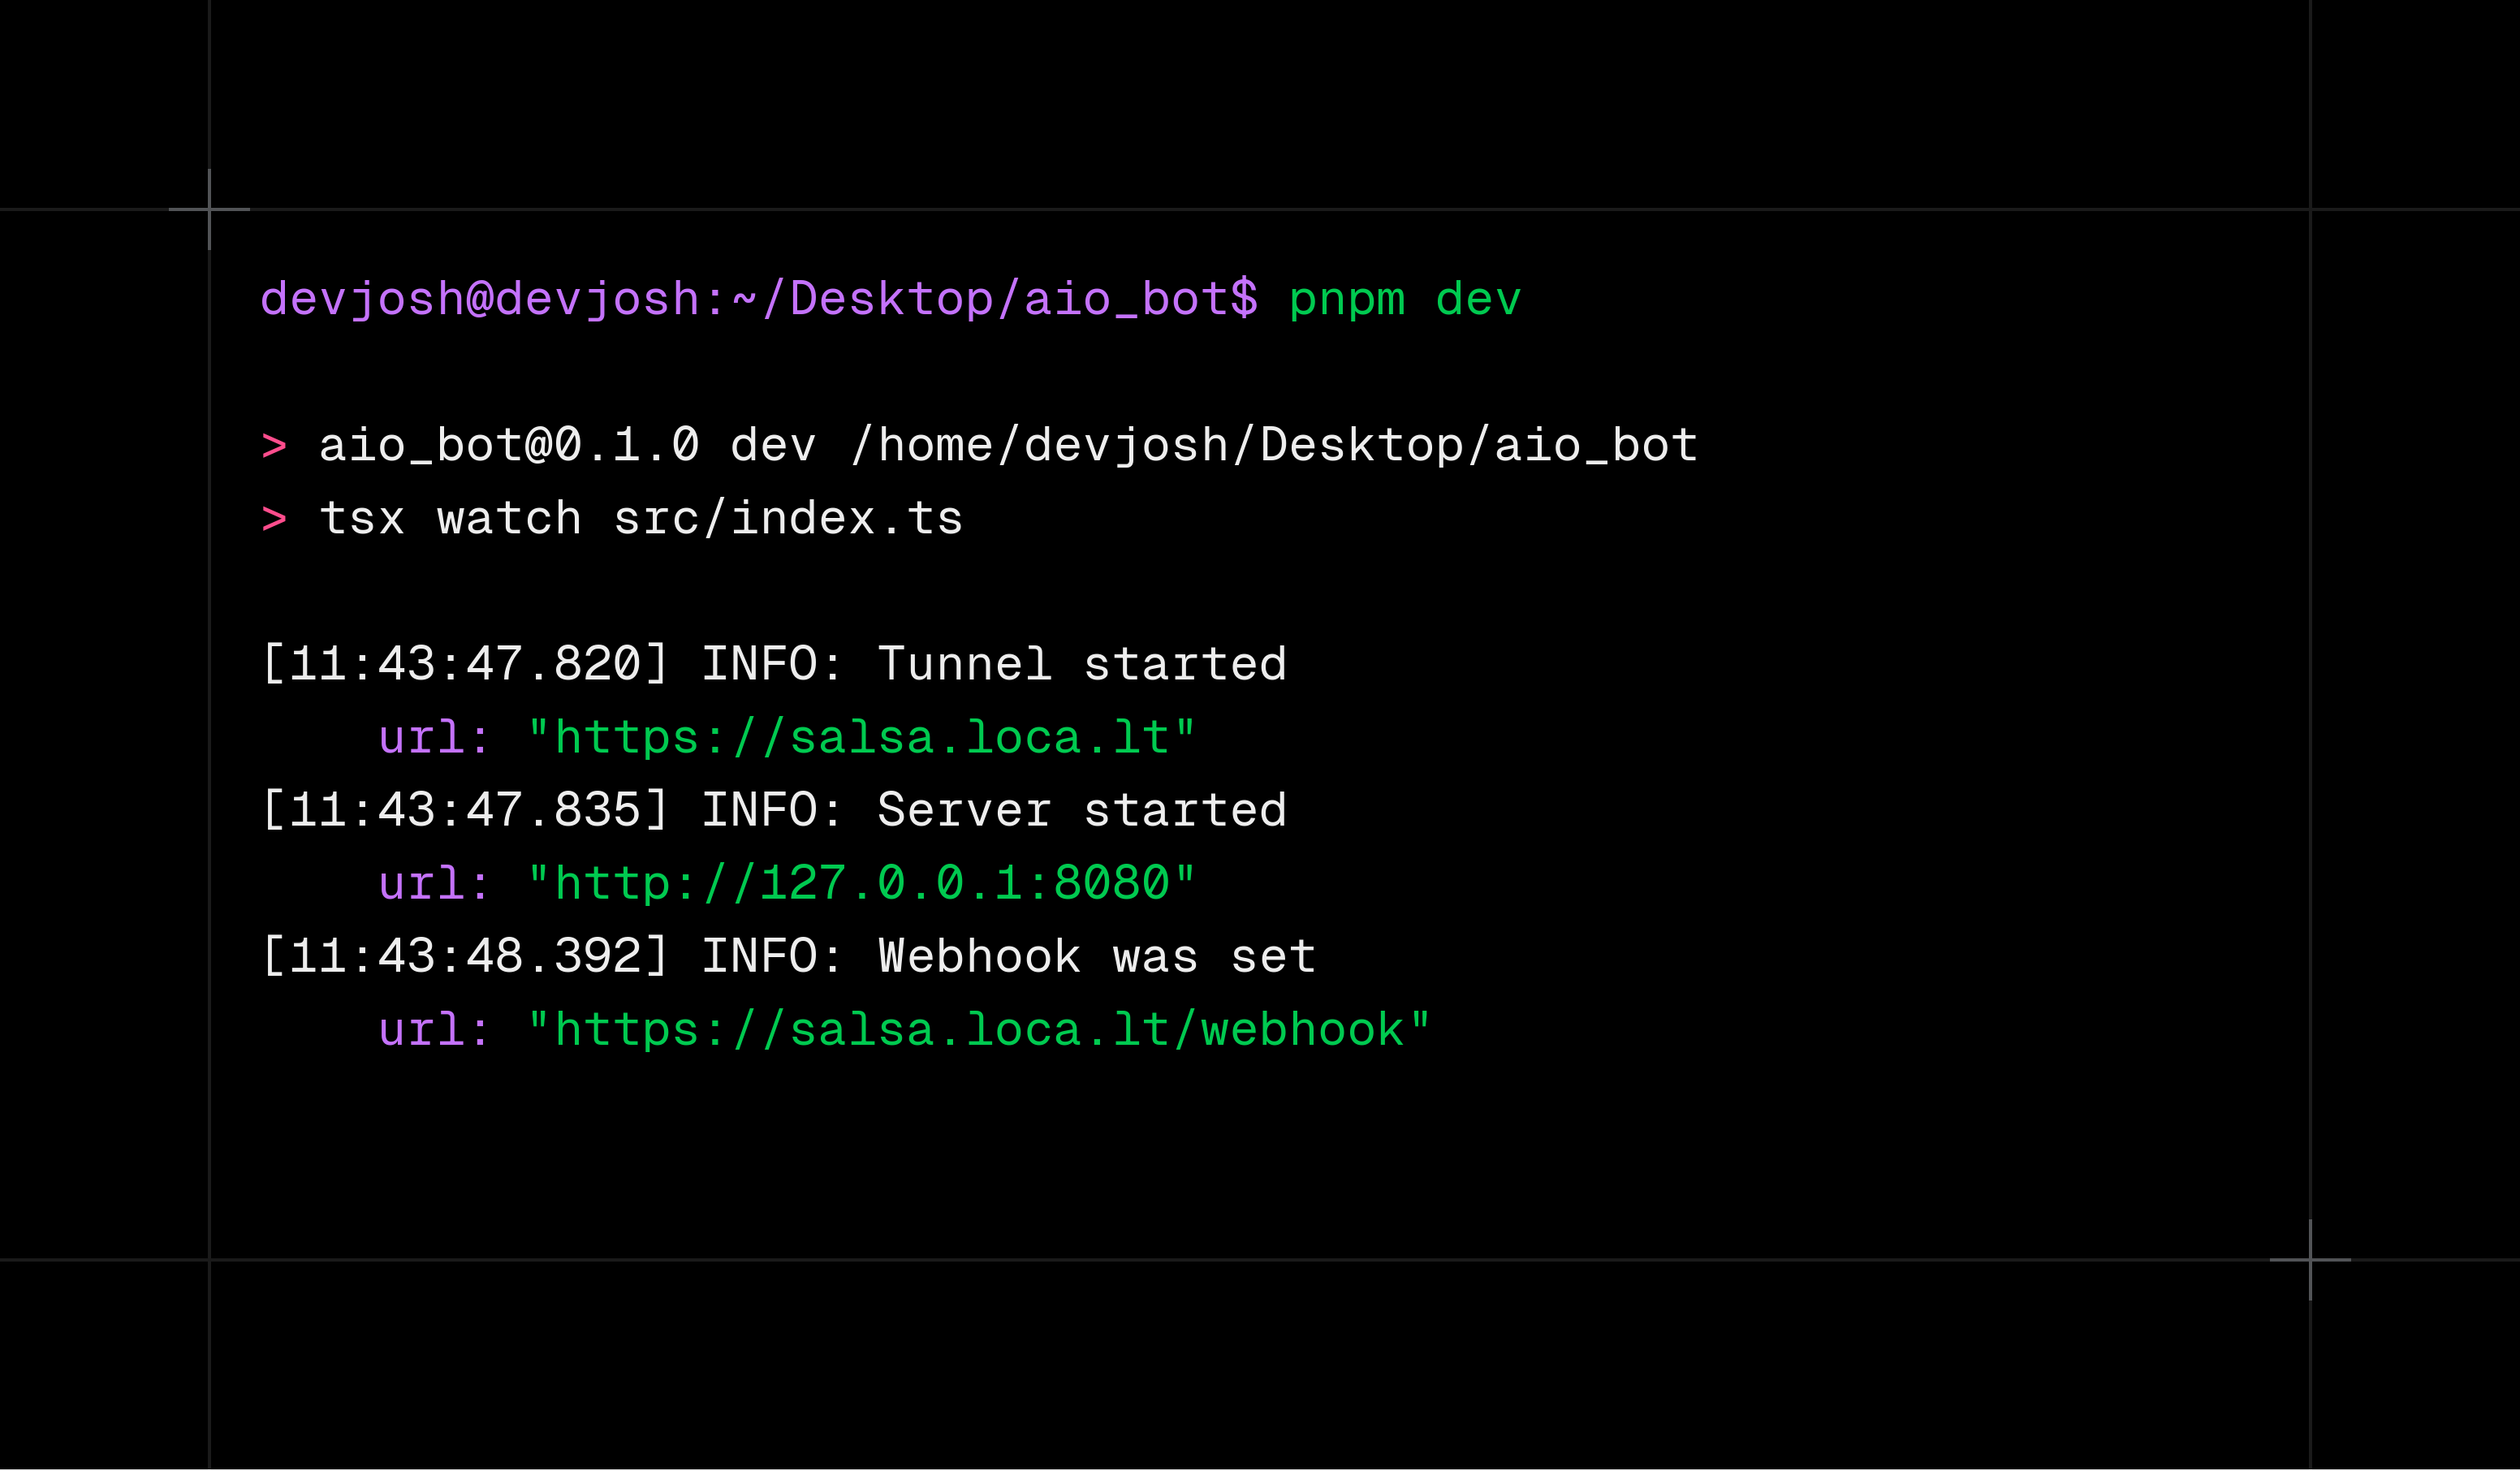 devjosh@devjosh:~/Desktop/aio_bot$ pnpm dev
> aio_bot@0.1.0 dev /home/devjosh/Desktop/aio_bot
> tsx watch src/index.ts
[11:43:47.820] INFO: Tunnel started
    url: "https://salsa.loca.lt"
[11:43:47.835] INFO: Server started
    url: "http://127.0.0.1:8080"
[11:43:48.392] INFO: Webhook was set
    url: "https://salsa.loca.lt/webhook"